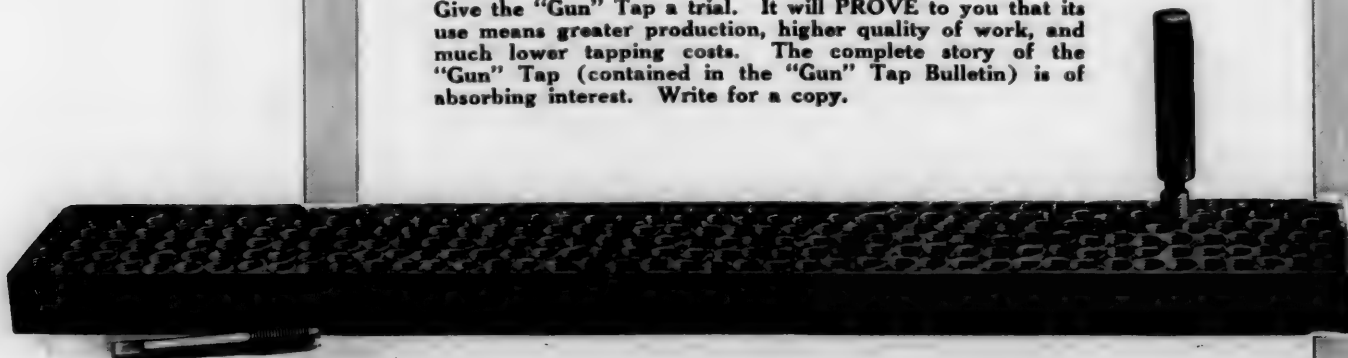 Give the "Gun" Tap a trial. It will PROVE to you that its
use means greater production, higher quality of work, and
much lower tapping costs. The complete story of the
"Gun" Tap (contained in the "Gun" Tap Bulletin) is of
absorbing interest. Write for a copy.